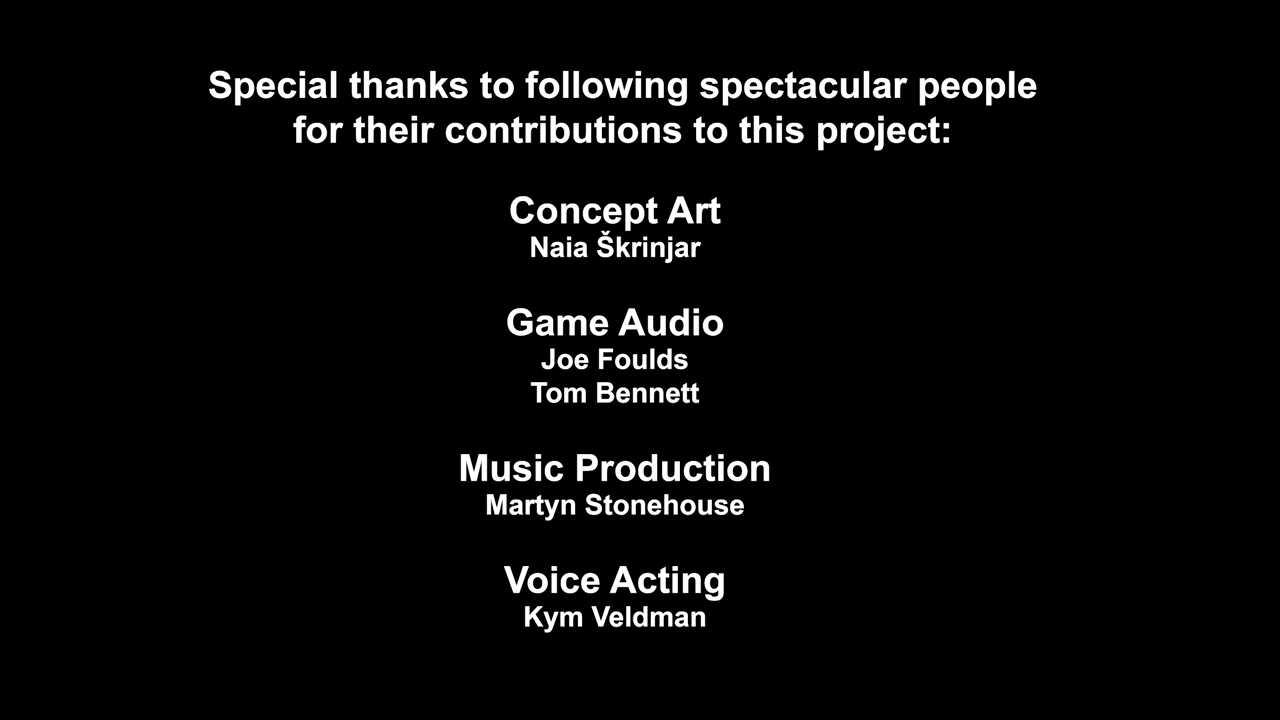 Special thanks to following spectacular people
for their contributions to this project:
Concept Art
Naia Škrinjar
Game Audio
Joe Foulds
Tom Bennett
Music Production
Martyn Stonehouse
Voice Acting
Kym Veldman